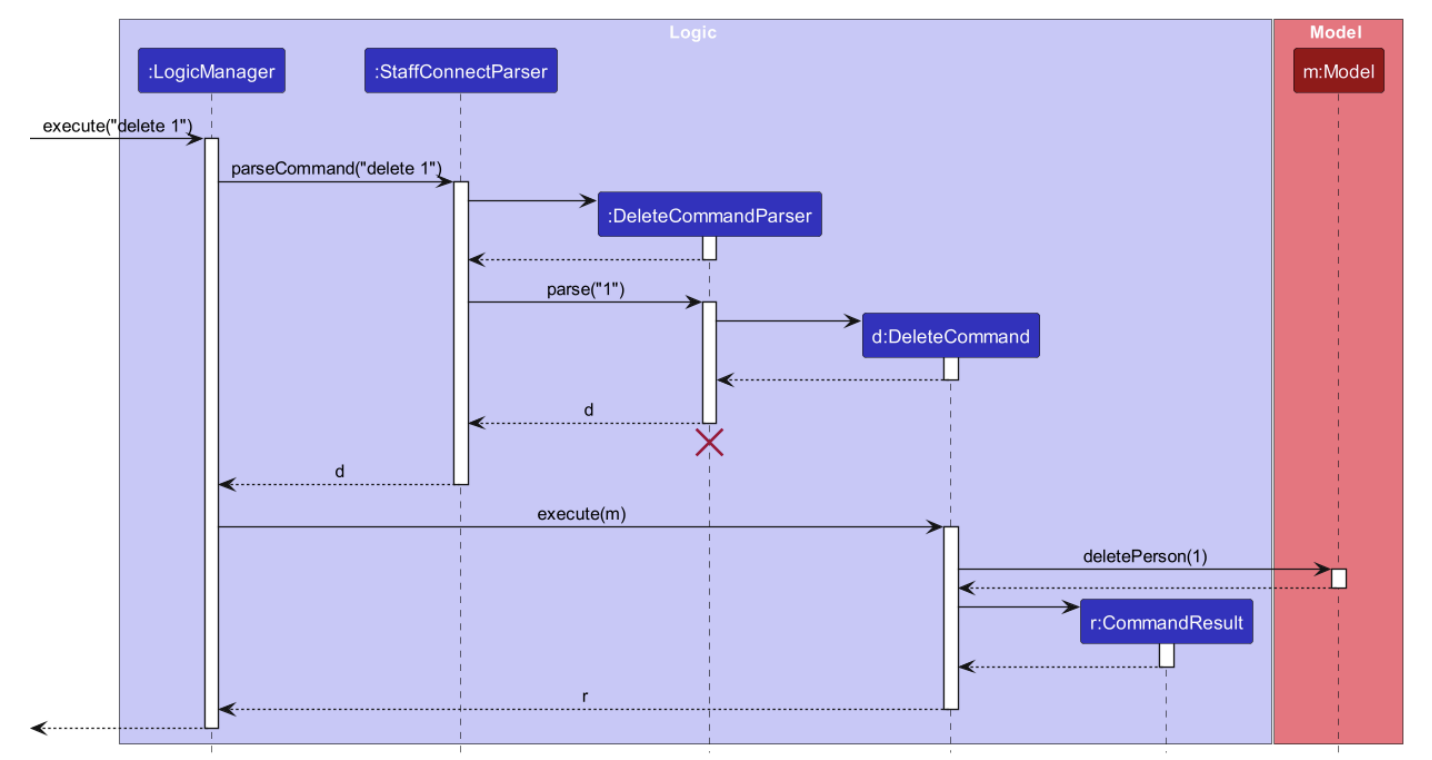 Logic
Model
:LogicManager
:StaffConnectParser
m:Model
execute("delete 1")
parseCommand("delete 1")
:DeleteCommandParser
parse("1")
d:DeleteCommand
d
d
execute(m)
deletePerson(1)
r:CommandResult
r